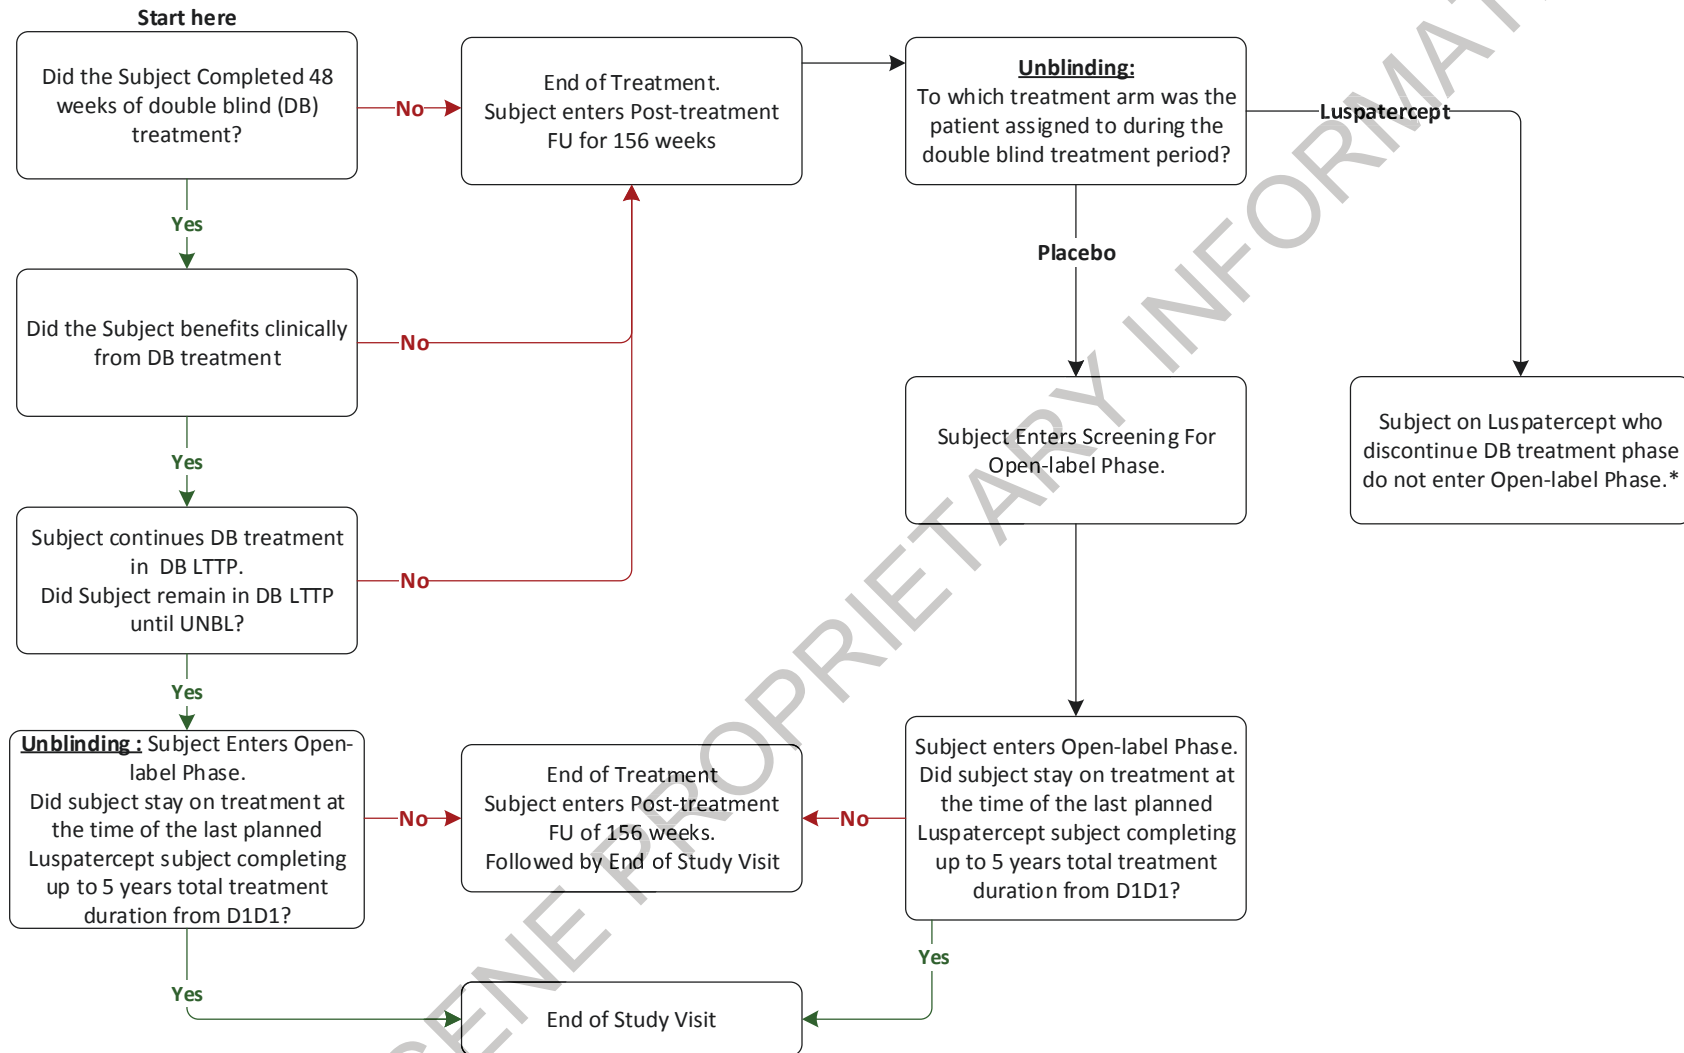 Start here
Did the Subject Completed 48
weeks of double blind (DB)
treatment?
No
End of Treatment.
Subject enters Post-treatment
FU for 156 weeks
Unblinding:
To which treatment arm was the
patient assigned to during the
double blind treatment period?
Luspatercept
Yes
Placebo
Did the Subject benefits clinically
from DB treatment
No
Subject Enters Screening For
Open-label Phase.
Subject on Luspatercept who
discontinue DB treatment phase
do not enter Open-label Phase.*
Yes
Subject continues DB treatment
in DB LTTP.
Did Subject remain in DB LTTP
until UNBL?
No
Yes
Unblinding : Subject Enters Open-
label Phase.
Did subject stay on treatment at
the time of the last planned
Luspatercept subject completing
up to 5 years total treatment
duration from D1D1?
No
End of Treatment
Subject enters Post-treatment
FU of 156 weeks.
Followed by End of Study Visit
No
Subject enters Open-label Phase.
Did subject stay on treatment at
the time of the last planned
Luspatercept subject completing
up to 5 years total treatment
duration from D1D1?
Yes
Yes
End of Study Visit
GENE PROPRIETARY INFORMAT